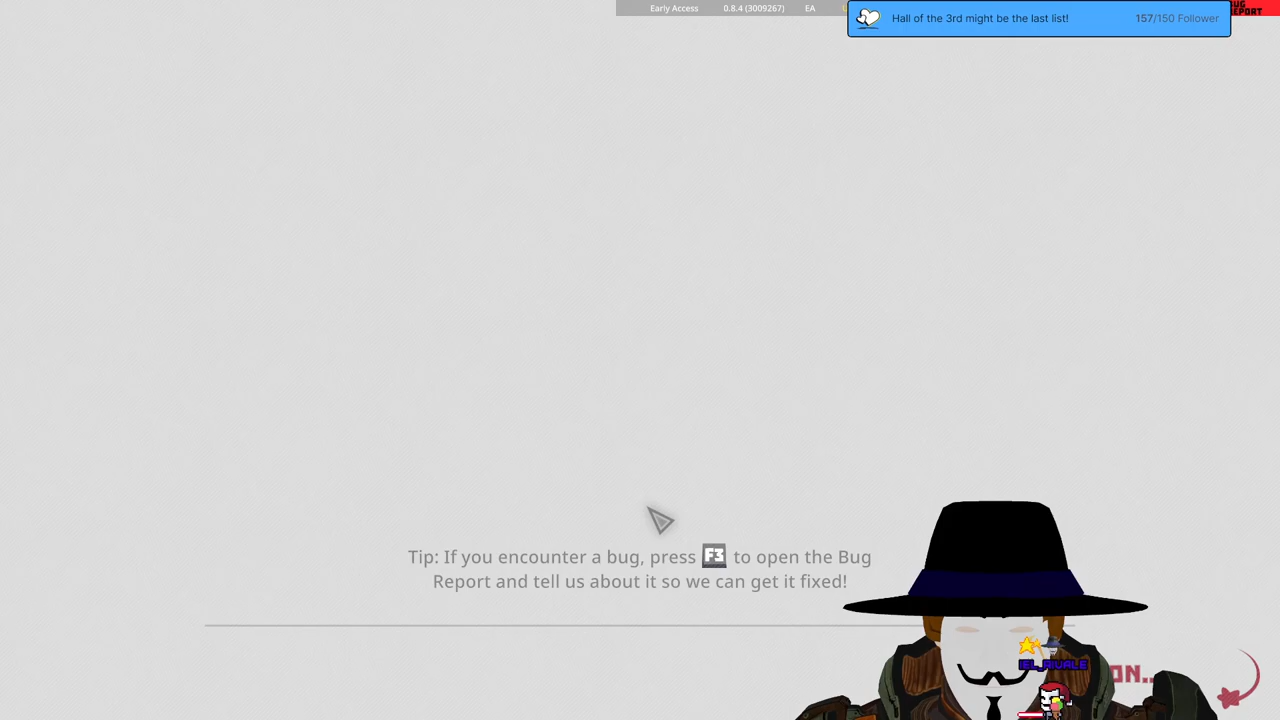 Early Access 0.8.4 (3009267) EA
Hall of the 3rd might be the last list! 157/150 Follower
BUG
REPORT
Tip: If you encounter a bug, press F3 to open the Bug
Report and tell us about it so we can get it fixed!